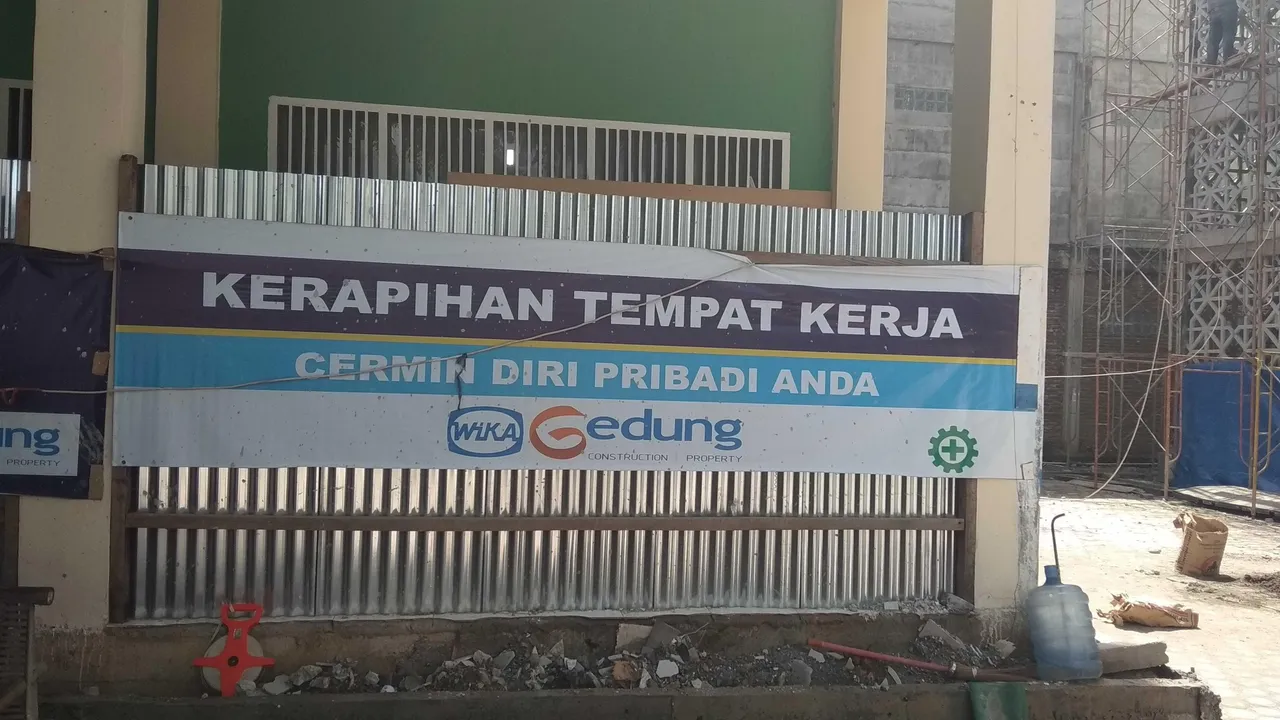 KERAPIHAN TEMPAT KERJA
CERMIN DIRI PRIBADI ANDA
WIKA Gedung
CONSTRUCTION PROPERTY
ung
PROPERTY